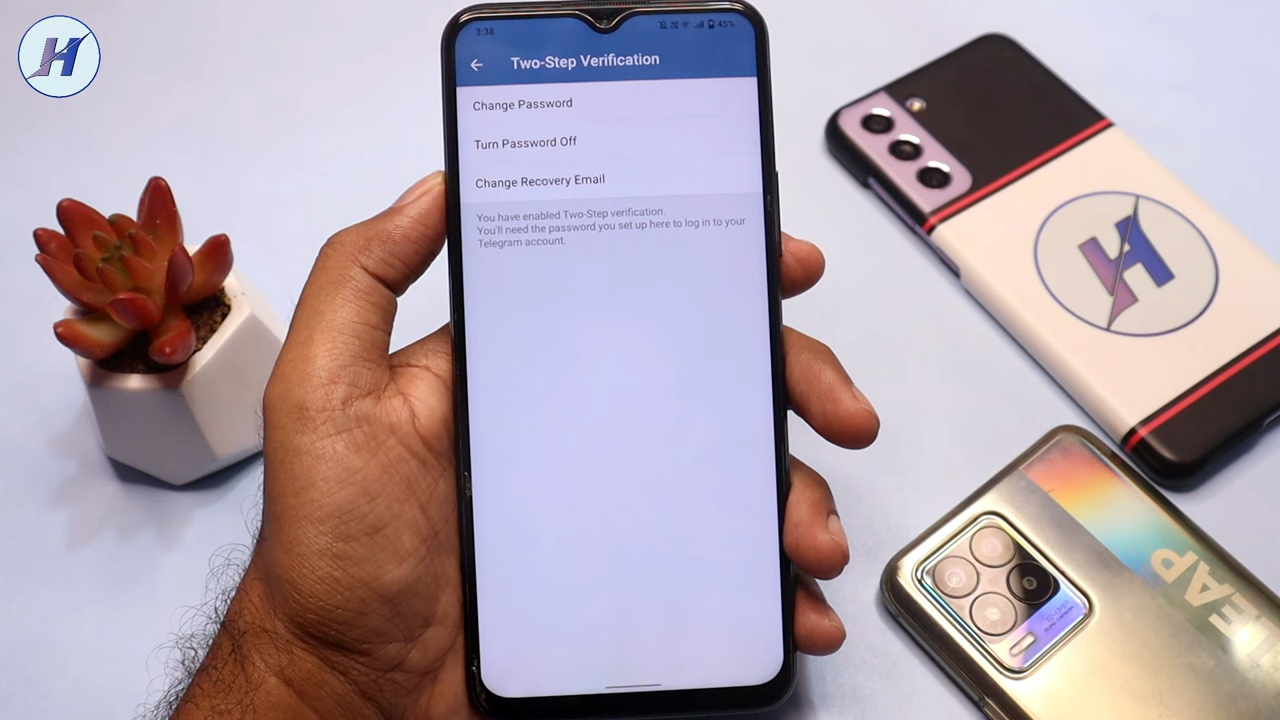 H
3:38
45%
Two-Step Verification
Change Password
Turn Password Off
Change Recovery Email
You have enabled Two-Step verification.
You'll need the password you set up here to log in to your
Telegram account.
H
LEAP